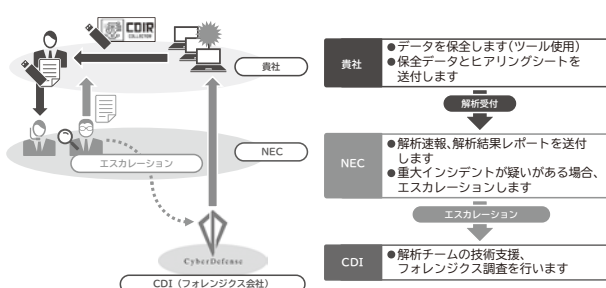 CDIR
COLLECTOR
貴社
NEC
エスカレーション
CyberDefense
CDI（フォレンジクス会社）
貴社
●データを保全します（ツール使用）
●保全データとヒアリングシートを
送付します
解析受付
NEC
●解析速報、解析結果レポートを送付
します
●重大インシデントが疑いがある場合、
エスカレーションします
エスカレーション
CDI
●解析チームの技術支援、
フォレンジクス調査を行います